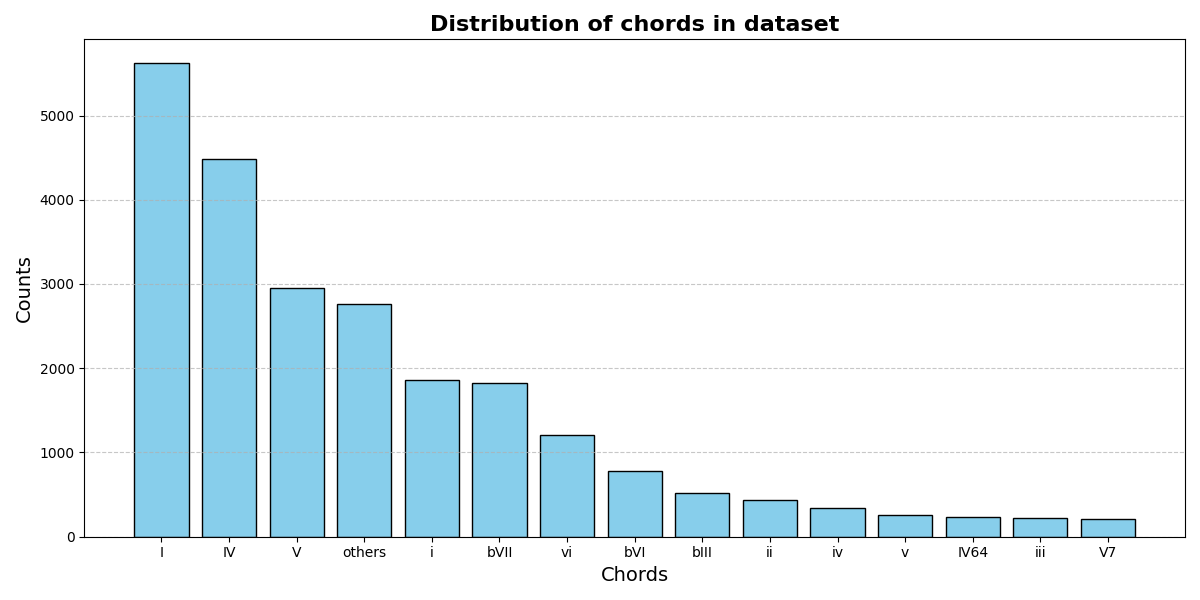 Distribution of chords in dataset
Counts
5000
4000
3000
2000
1000
0
I IV V others i bVII vi bVI bIII ii iv v IV64 iii V7
Chords